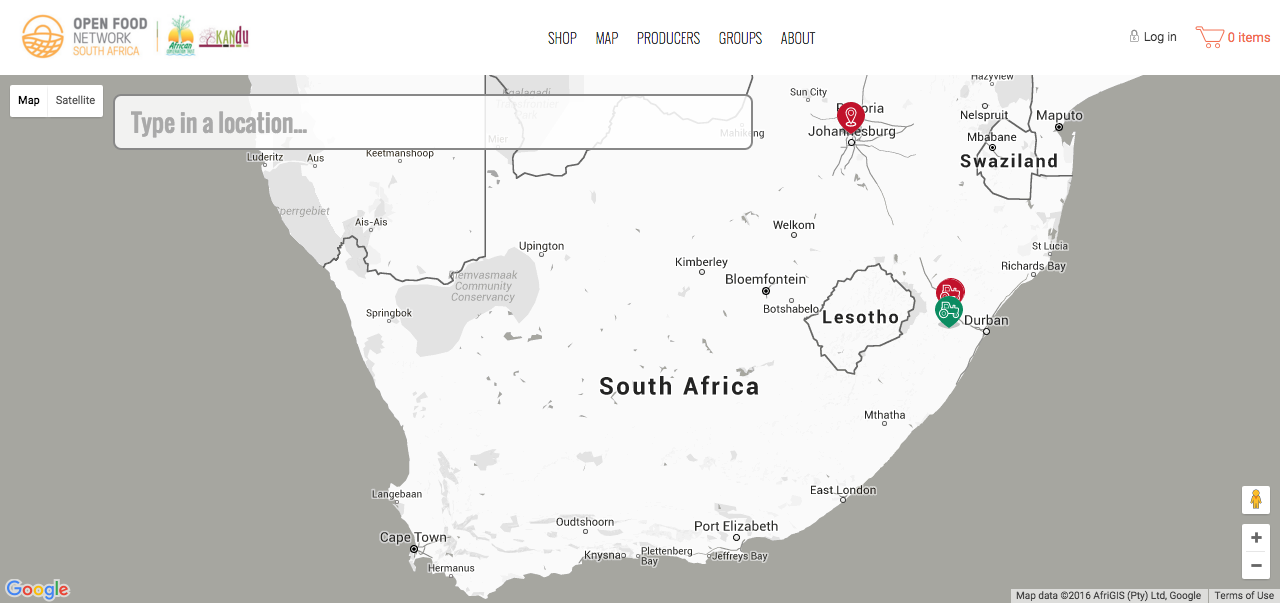 OPEN FOOD
NETWORK
SOUTH AFRICA
African
KANDU
SHOP MAP PRODUCERS GROUPS ABOUT
Log in
0 items
Map Satellite
Type in a location...
Kgalagadi
Transfrontier
Park
Mier
Mahikeng
Hazyview
Sun City
Pretoria
Nelspruit
Maputo
Johannesburg
Mbabane
Swaziland
Luderitz
Aus
Keetmanshoop
Sperrgebiet
Ais-Ais
Welkom
Upington
St Lucia
Kimberley
Richards Bay
Bloemfontein
Riemvasmaak
Community
Conservancy
Botshabelo
Springbok
Lesotho
Durban
South Africa
Mthatha
Langebaan
East London
Oudtshoorn
Port Elizabeth
Cape Town
Knysna
Plettenberg
Bay
Jeffreys Bay
Hermanus
Google
Map data ©2016 AfriGIS (Pty) Ltd, Google
Terms of Use